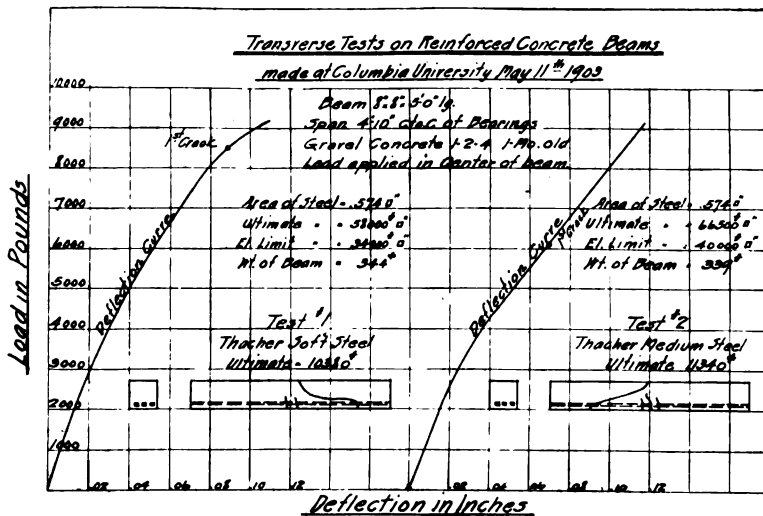 Transverse Tests on Reinforced Concrete Beams
made at Columbia University May 11th 1903
Beam 8"x8"x5'0" lg.
Span 4'10" C.to.C. of Bearings
Gravel Concrete 1-2-4 1-Mo. old
Load applied in Center of beam.
Load in Pounds
10000
9000
8000
7000
6000
5000
4000
3000
2000
1000
1st Crack
Deflection Curve
Area of Steel = .574 □"
Ultimate " = 58000# □"
El. Limit " = 34000# □"
Wt. of Beam = 344#
Test #1
Thacher Soft Steel
Ultimate = 10380#
Deflection Curve
1st Crack
Area of Steel = .574 □"
Ultimate " = 66500# □"
El. Limit " = 40000# □"
Wt. of Beam = 339#
Test #2
Thacher Medium Steel
Ultimate 11340#
.02 .04 .06 .08 .10 .12
.02 .04 .06 .08 .10 .12
Deflection in Inches